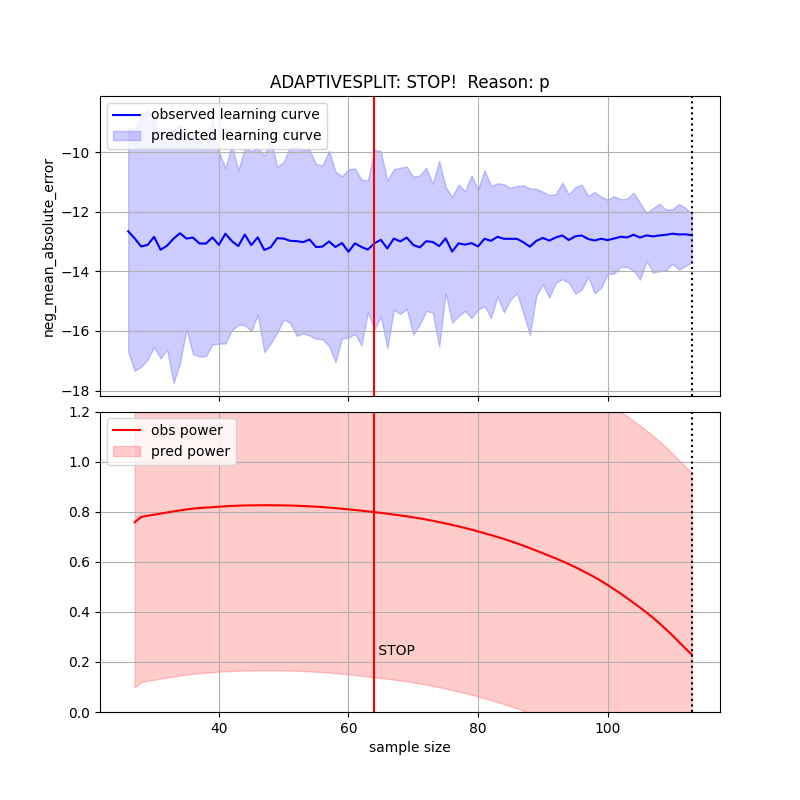 ADAPTIVESPLIT: STOP!  Reason: p
observed learning curve
predicted learning curve
neg_mean_absolute_error
−10
−12
−14
−16
−18
obs power
pred power
1.2
1.0
0.8
0.6
0.4
0.2
0.0
STOP
40
60
80
100
sample size